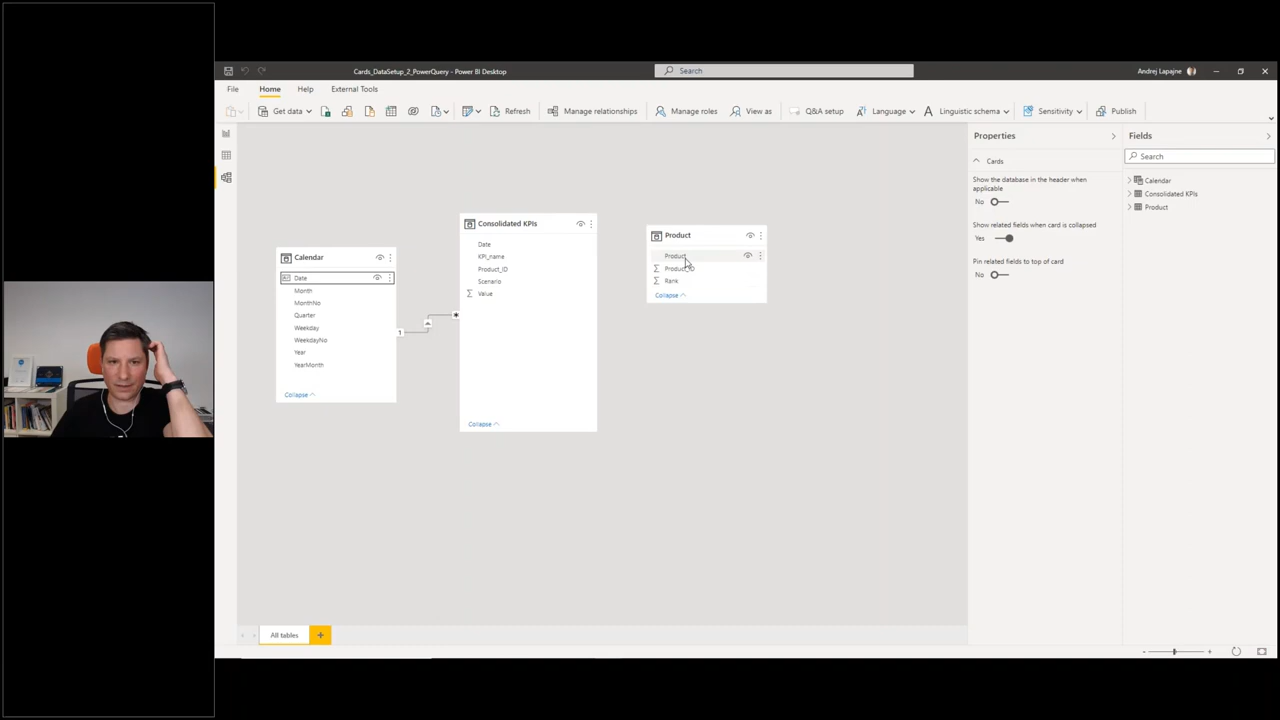 Cards_DataSetup_2_PowerQuery - Power BI Desktop
Search
Andrej Lapajne
File
Home
Help
External Tools
Get data
Refresh
Manage relationships
Manage roles
View as
Q&A setup
Language
Linguistic schema
Sensitivity
Publish
Calendar
Date
Month
MonthNo
Quarter
Weekday
WeekdayNo
Year
YearMonth
Collapse
1
Consolidated KPIs
Date
KPI_name
Product_ID
Scenario
Value
Collapse
Product
Product
Product_ID
Rank
Collapse
Properties
Cards
Show the database in the header when
applicable
No
Show related fields when card is collapsed
Yes
Pin related fields to top of card
No
Fields
Search
Calendar
Consolidated KPIs
Product
All tables